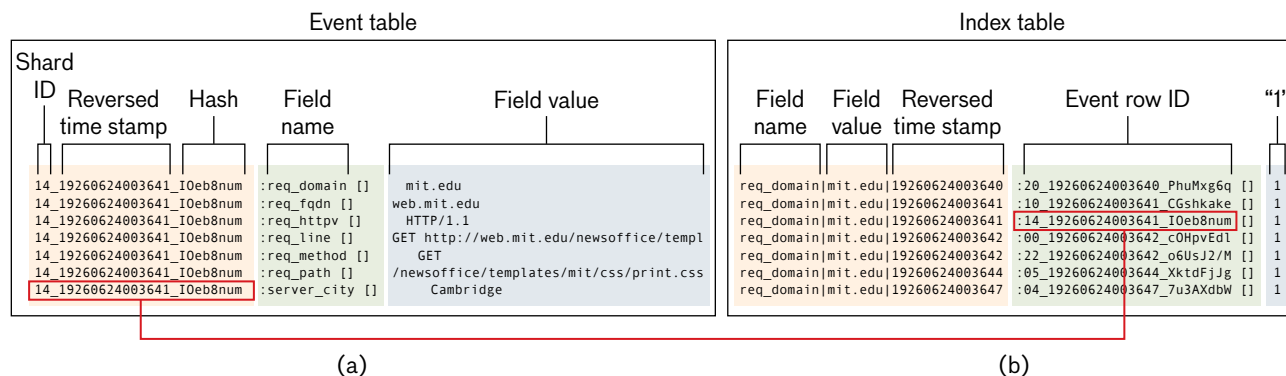 Event table
Index table
Shard
ID
Reversed
time stamp
Hash
Field
name
Field value
Field
name
Field
value
Reversed
time stamp
Event row ID
“1”
14_19260624003641_IOeb8num :req_domain [] mit.edu
14_19260624003641_IOeb8num :req_fqdn [] web.mit.edu
14_19260624003641_IOeb8num :req_httpv [] HTTP/1.1
14_19260624003641_IOeb8num :req_line [] GET http://web.mit.edu/newsoffice/templ
14_19260624003641_IOeb8num :req_method [] GET
14_19260624003641_IOeb8num :req_path [] /newsoffice/templates/mit/css/print.css
14_19260624003641_IOeb8num :server_city [] Cambridge
req_domain|mit.edu|19260624003640 :20_19260624003640_PhuMxg6q [] 1
req_domain|mit.edu|19260624003641 :10_19260624003641_CGshkake [] 1
req_domain|mit.edu|19260624003641 :14_19260624003641_IOeb8num [] 1
req_domain|mit.edu|19260624003642 :00_19260624003642_cOHpvEdl [] 1
req_domain|mit.edu|19260624003642 :22_19260624003642_o6UsJ2/M [] 1
req_domain|mit.edu|19260624003644 :05_19260624003644_XktdFjJg [] 1
req_domain|mit.edu|19260624003647 :04_19260624003647_7u3AXdbW [] 1
(a)
(b)